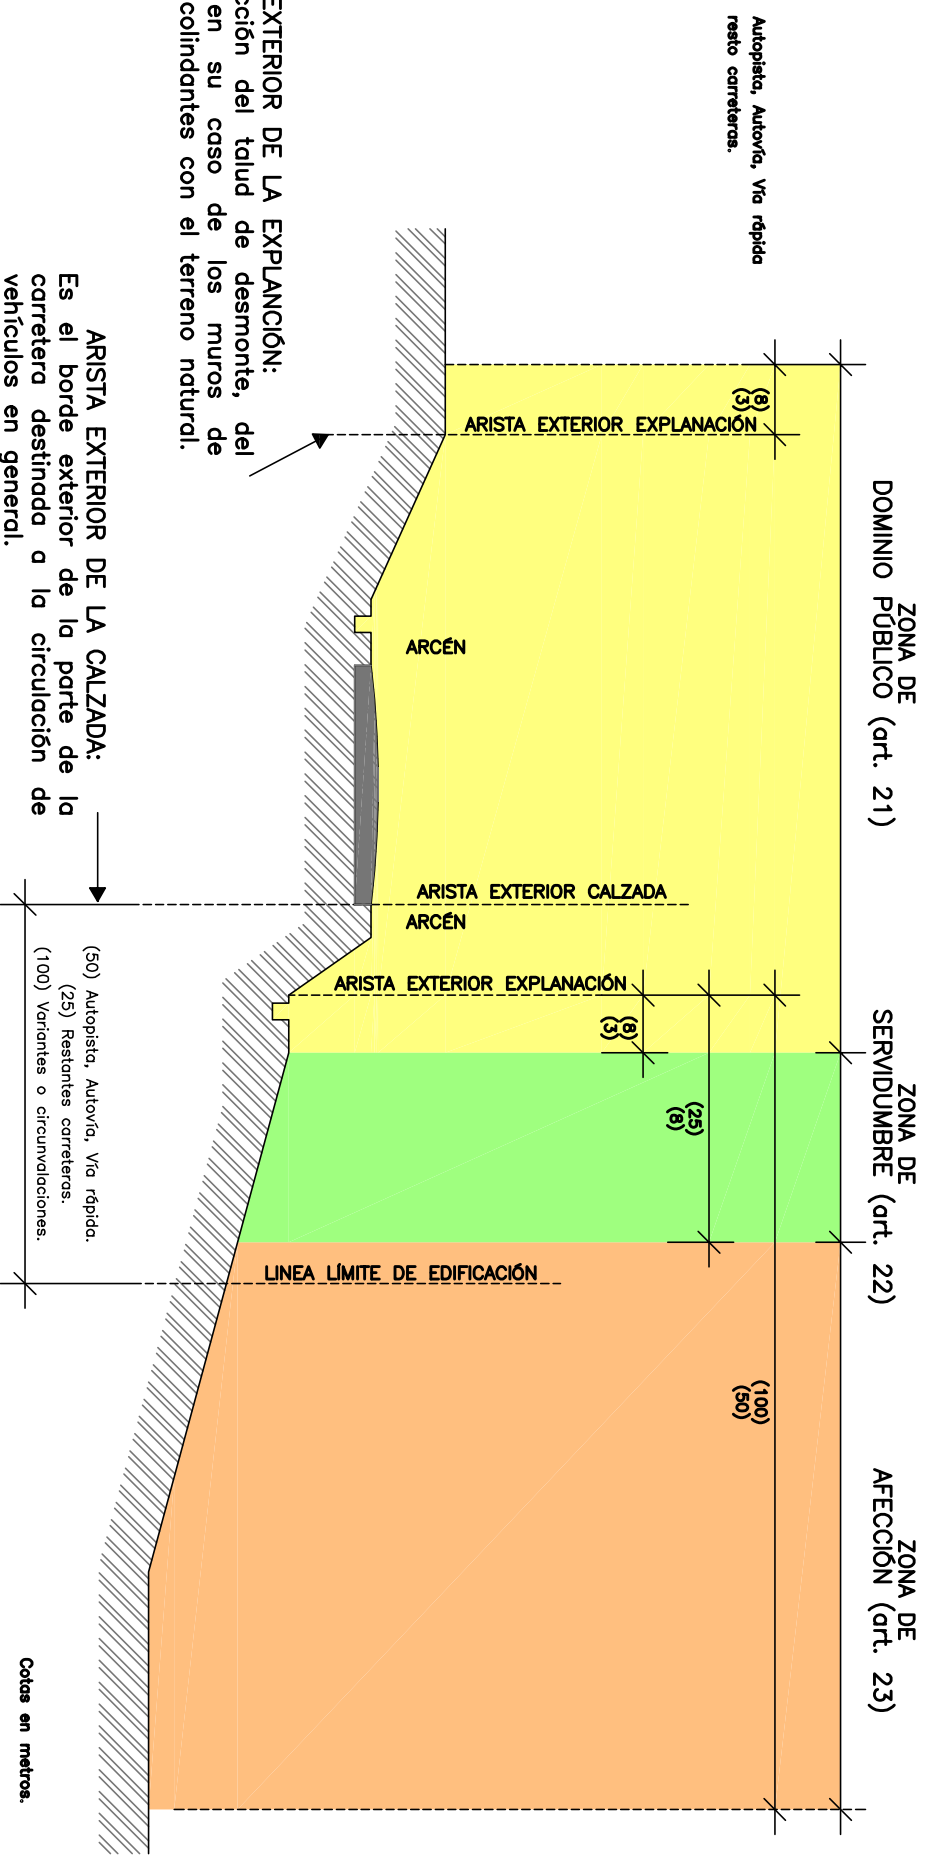 Autopista, Autovía, Vía rápida
resto carreteras.
ZONA DE
DOMINIO PÚBLICO (art. 21)
ZONA DE
SERVIDUMBRE (art. 22)
ZONA DE
AFECCIÓN (art. 23)
(8)
(3)
ARISTA EXTERIOR EXPLANACIÓN
ARCÉN
ARISTA EXTERIOR CALZADA
ARCÉN
ARISTA EXTERIOR EXPLANACIÓN
(8)
(3)
(25)
(8)
(100)
(50)
LINEA LÍMITE DE EDIFICACIÓN
EXTERIOR DE LA EXPLANCIÓN:
cción del talud de desmonte, del
en su caso de los muros de
colindantes con el terreno natural.
ARISTA EXTERIOR DE LA CALZADA:
Es el borde exterior de la parte de la
carretera destinada a la circulación de
vehículos en general.
(50) Autopista, Autovía, Vía rápida.
(25) Restantes carreteras.
(100) Variantes o circunvalaciones.
Cotas en metros.